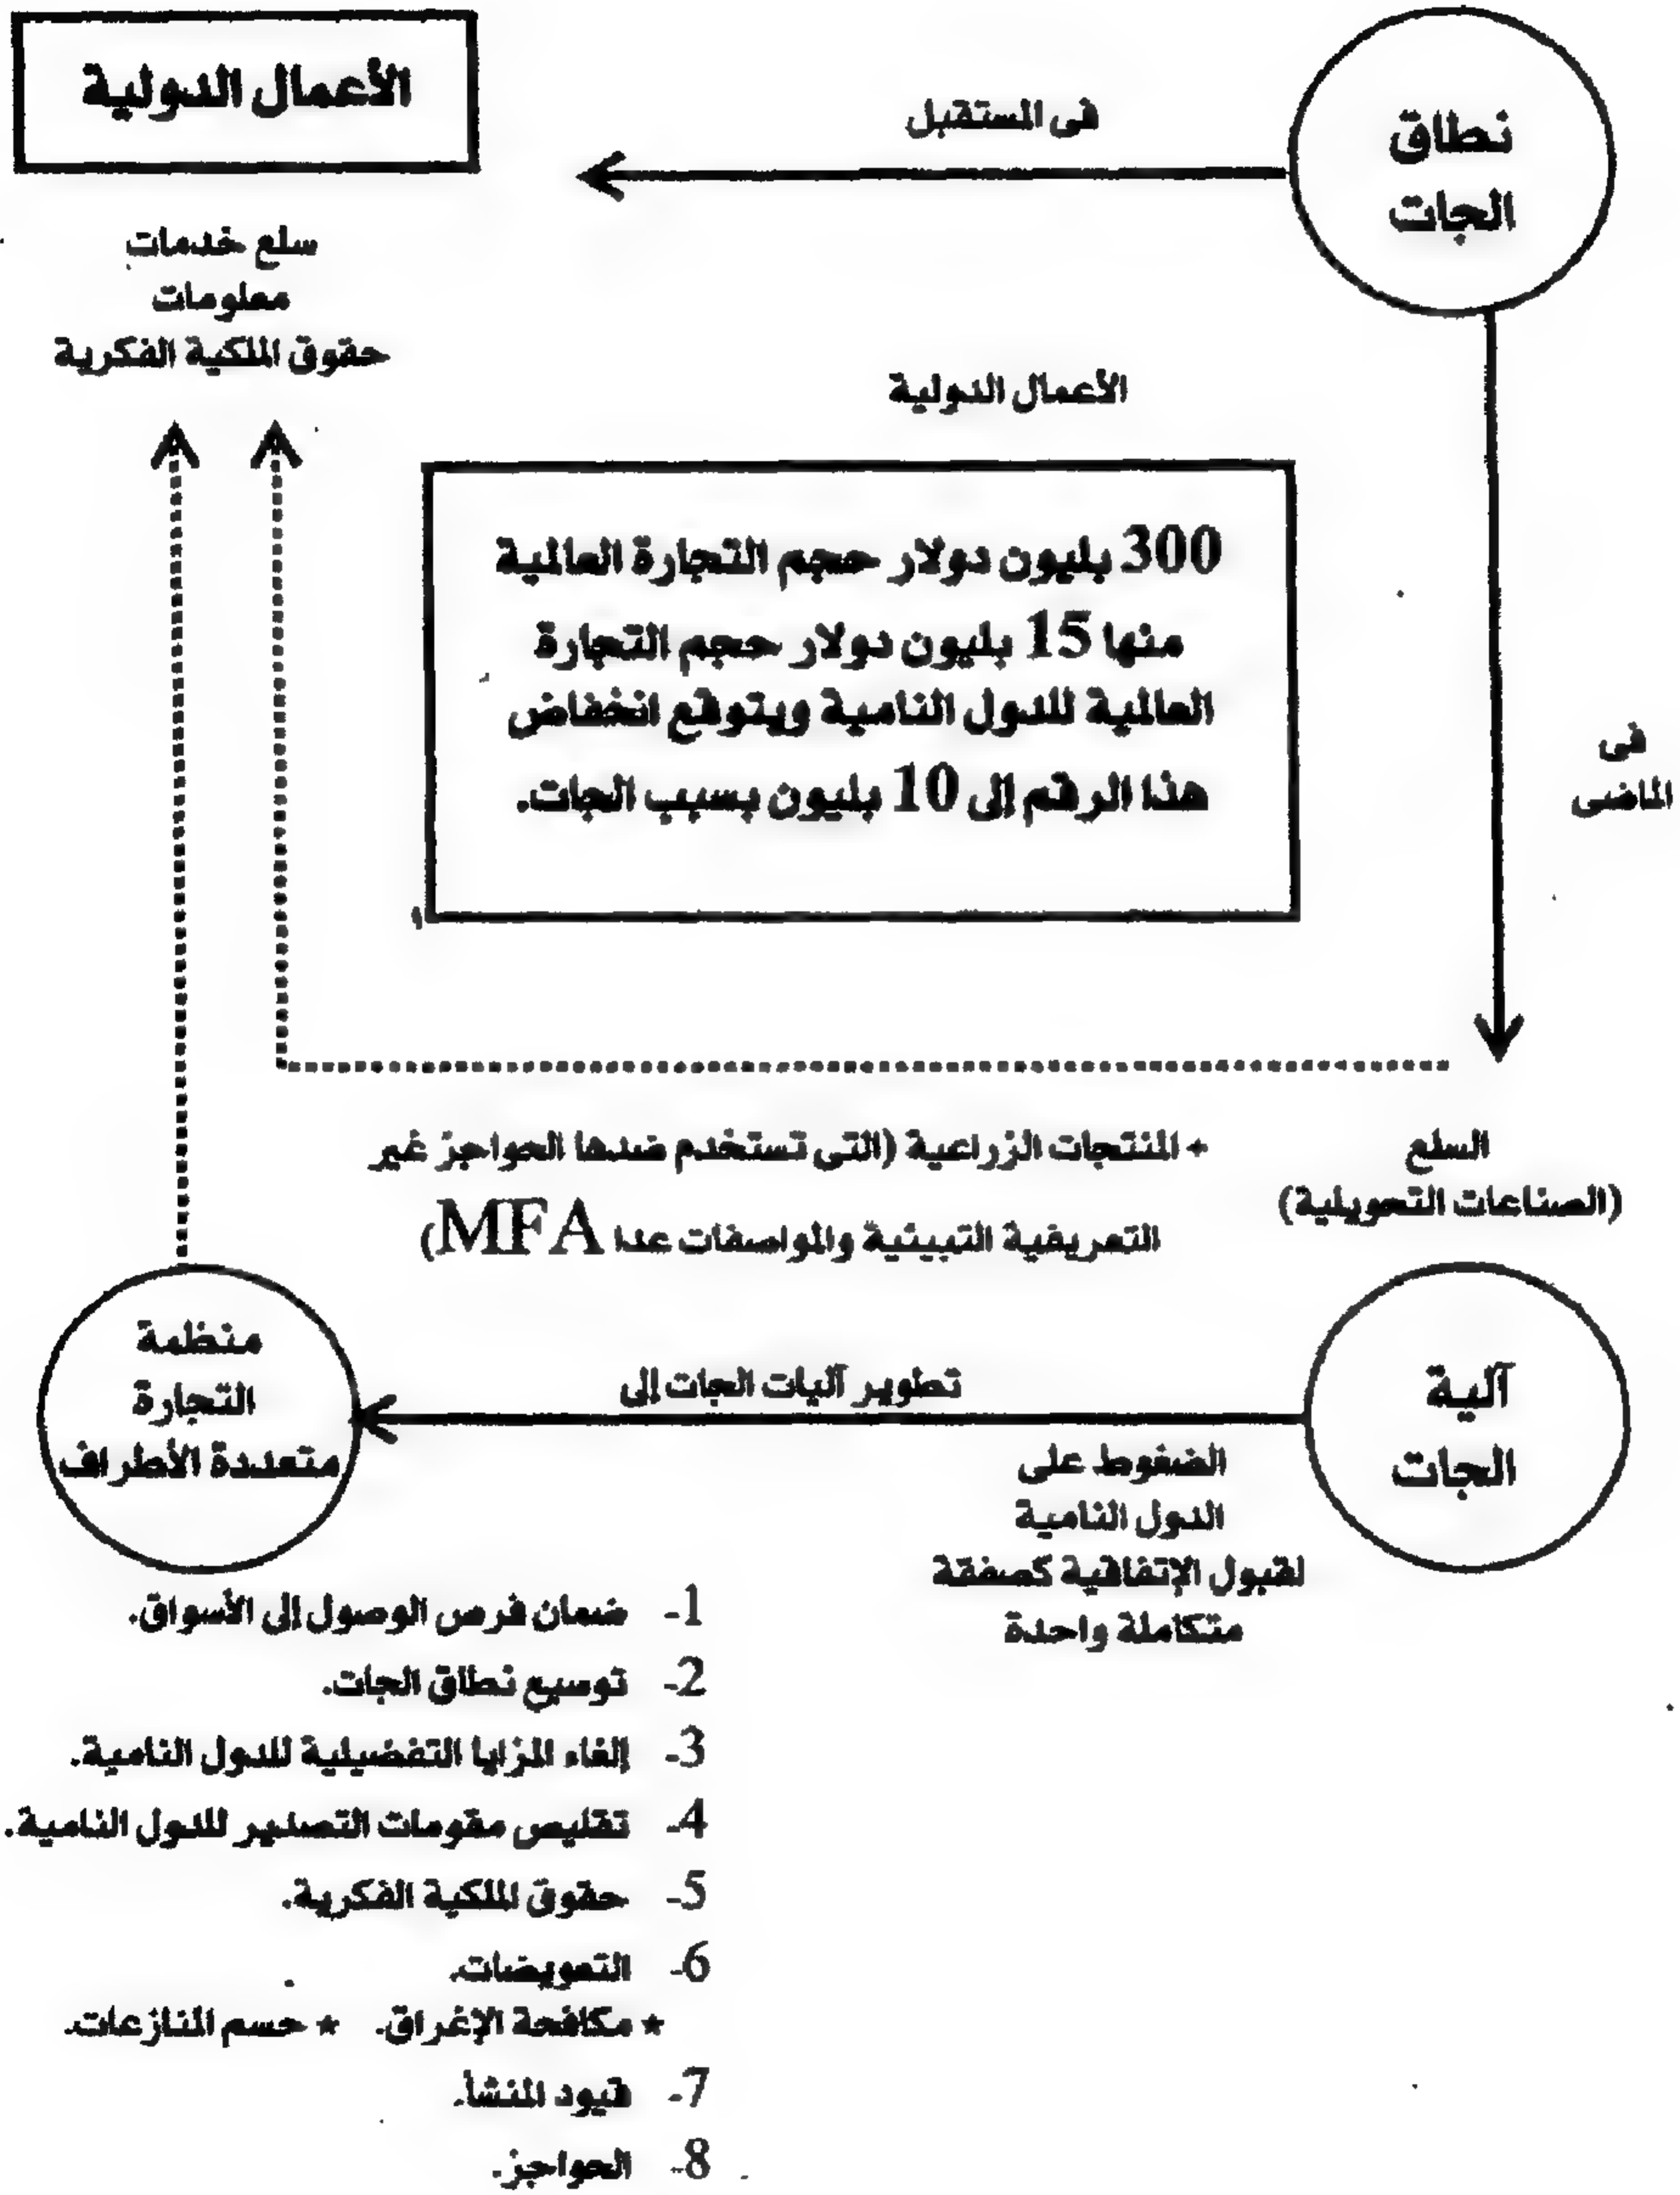 نطاق
الجات
فى المستقبل
الأعمال الدولية
سلع خدمات
معلومات
حقوق الملكية الفكرية
الأعمال الدولية
300 بليون دولار حجم التجارة العالمية
منها 15 بليون دولار حجم التجارة
العالمية للدول النامية ويتوقع انخفاض
هذا الرقم إلى 10 بليون بسبب الجات.
فى
الماضى
السلع
(الصناعات التحويلية)
+ المنتجات الزراعية (التى تستخدم ضدها الحواجز غير
التعريفية التبيئية والمواصفات عدا MFA)
آلية
الجات
تطوير آليات الجات إلى
الضغوط على
الدول النامية
لقبول الإتفاقية كصفقة
متكاملة واحدة
منظمة
التجارة
متعددة الأطراف
1- ضمان فرص الوصول إلى الأسواق.
2- توسيع نطاق الجات.
3- إلغاء المزايا التفضيلية للدول النامية.
4- تقليص مقومات التصدير للدول النامية.
5- حقوق الملكية الفكرية.
6- التعويضات.
* مكافحة الإغراق. * حسم المنازعات.
7- قيود المنشأ.
8- الحواجز.